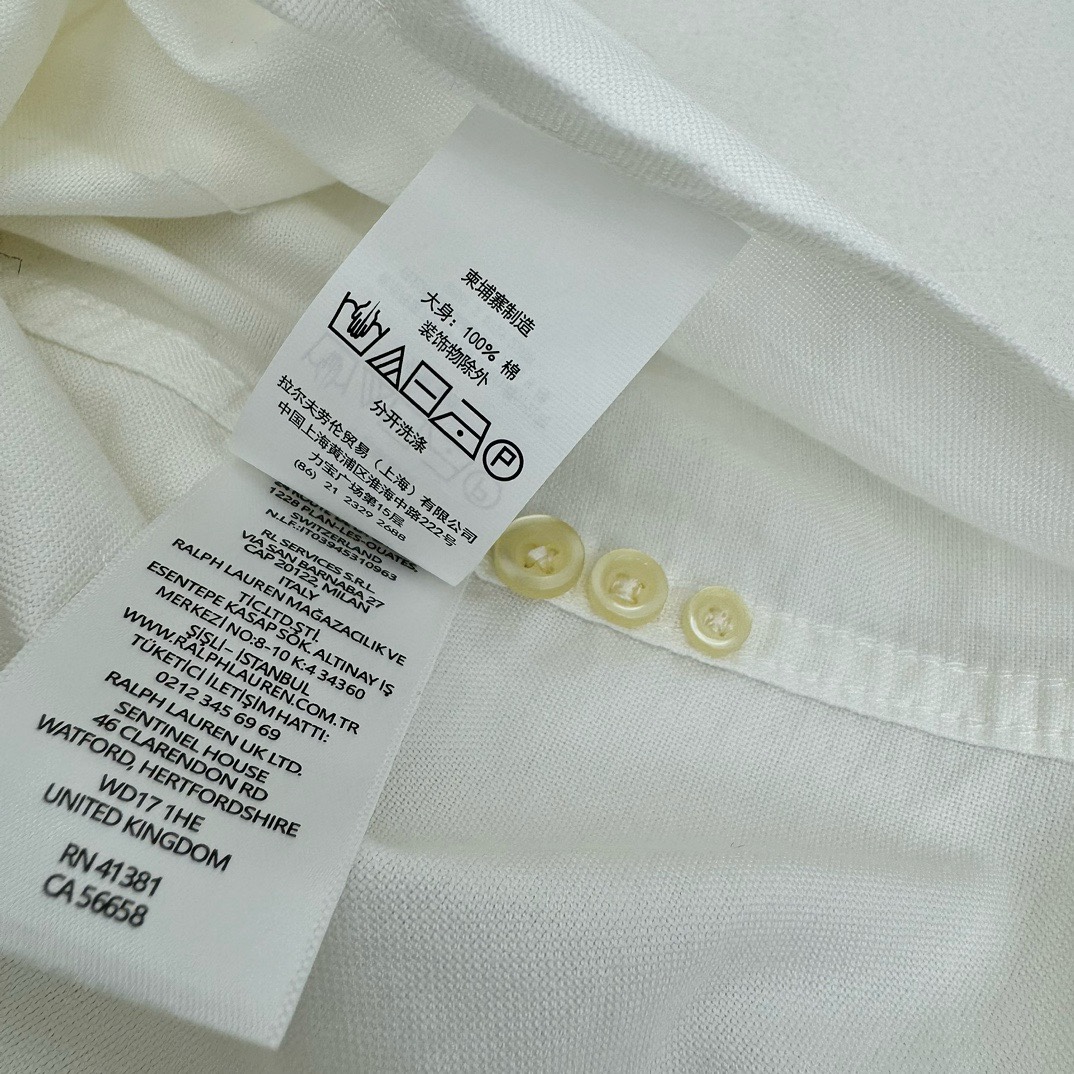 柬埔寨制造
大身：100% 棉
装饰物除外
P
分开洗涤
拉尔夫劳伦贸易（上海）有限公司
中国上海黄浦区淮海中路222号
力宝广场第15层
(86) 21 2329 2688
1228 PLAN-LES-OUATES.
SWITZERLAND
N.I.F.:IT03945310963
RL SERVICES S.R.L.
VIA SAN BARNABA 27
CAP 20122, MILAN
ITALY
RALPH LAUREN MAĞAZACILIK VE
TİC.LTD.ŞTİ.
ESENTEPE KASAP SOK. ALTINAY İŞ
MERKEZİ NO:8-10 K:4 34360
ŞİŞLİ- İSTANBUL
WWW.RALPHLAUREN.COM.TR
TÜKETİCİ İLETİŞİM HATTI:
0212 345 69 69
RALPH LAUREN UK LTD.
SENTINEL HOUSE
46 CLARENDON RD
WATFORD, HERTFORDSHIRE
WD17 1HE
UNITED KINGDOM
RN 41381
CA 56658